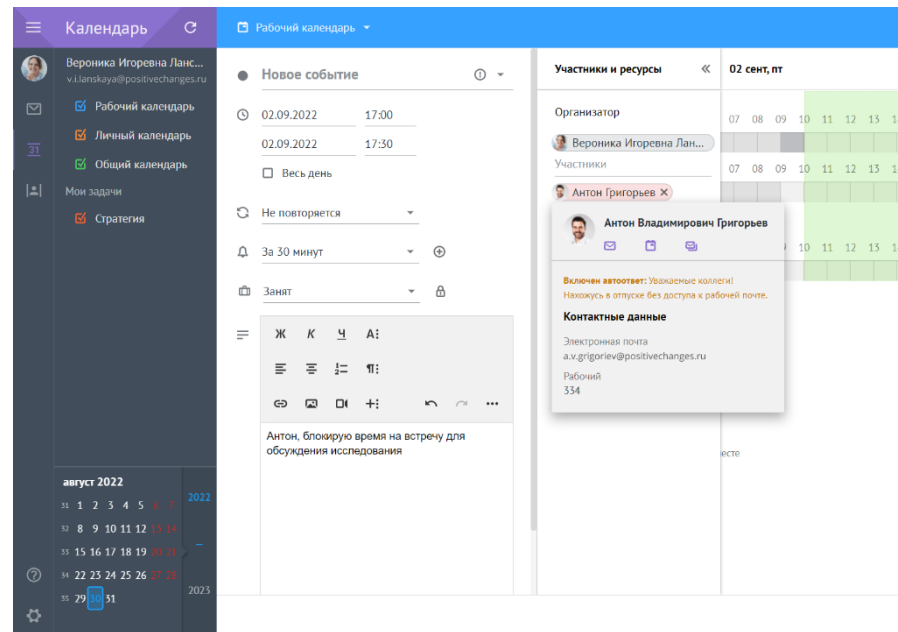 Календарь
Рабочий календарь
Вероника Игоревна Ланс...
v.i.lanskaya@positivechanges.ru
Рабочий календарь
Личный календарь
31
Общий календарь
Мои задачи
Стратегия
август 2022
31 1 2 3 4 5 6 7
2022
32 8 9 10 11 12 13 14
33 15 16 17 18 19 20 21
34 22 23 24 25 26 27 28
2023
35 29 30 31
Новое событие
02.09.2022 17:00
02.09.2022 17:30
Весь день
Не повторяется
За 30 минут
Занят
Ж К Ч A
Антон, блокирую время на встречу для
обсуждения исследования
Участники и ресурсы
02 сент, пт
Организатор
07 08 09 10 11 12 13
Вероника Игоревна Лан...
Участники
07 08 09 10 11 12 13
Антон Григорьев
Антон Владимирович Григорьев
10 11 12 13
Включен автоответ: Уважаемые коллеги!
Нахожусь в отпуске без доступа к рабочей почте.
Контактные данные
Электронная почта
a.v.grigoriev@positivechanges.ru
Рабочий
334
есте